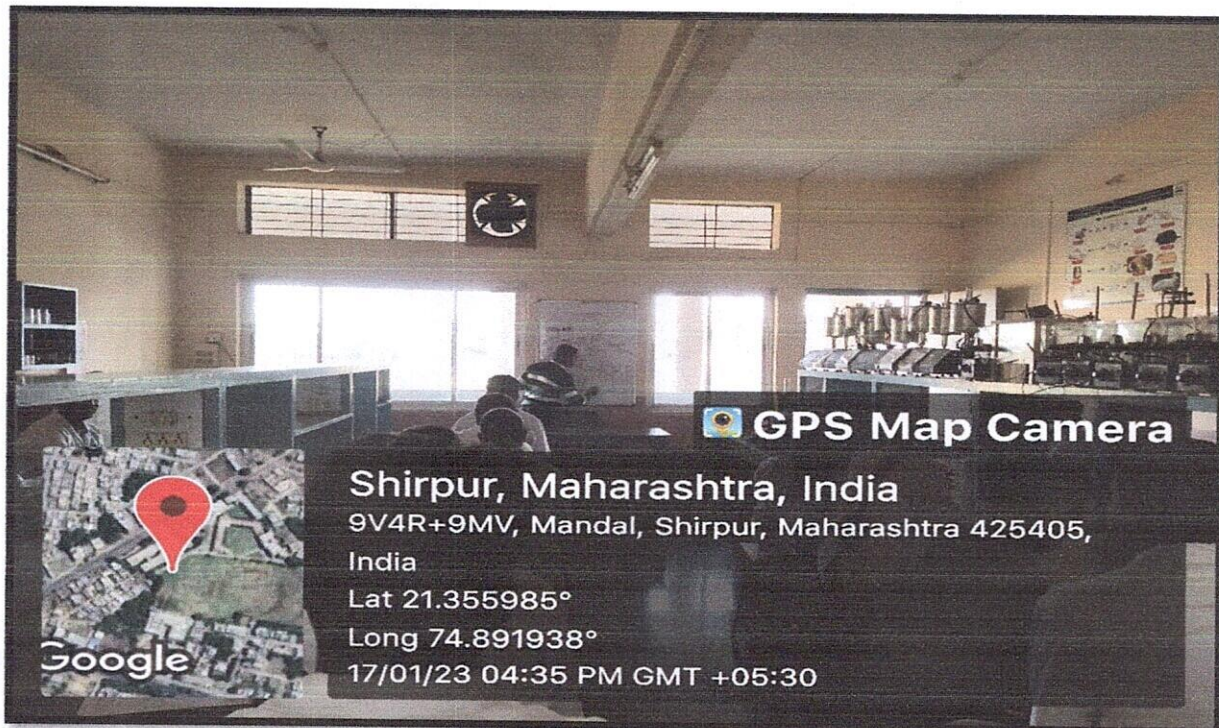 GPS Map Camera
Shirpur, Maharashtra, India
9V4R+9MV, Mandal, Shirpur, Maharashtra 425405,
India
Lat 21.355985°
Long 74.891938°
17/01/23 04:35 PM GMT +05:30
Google